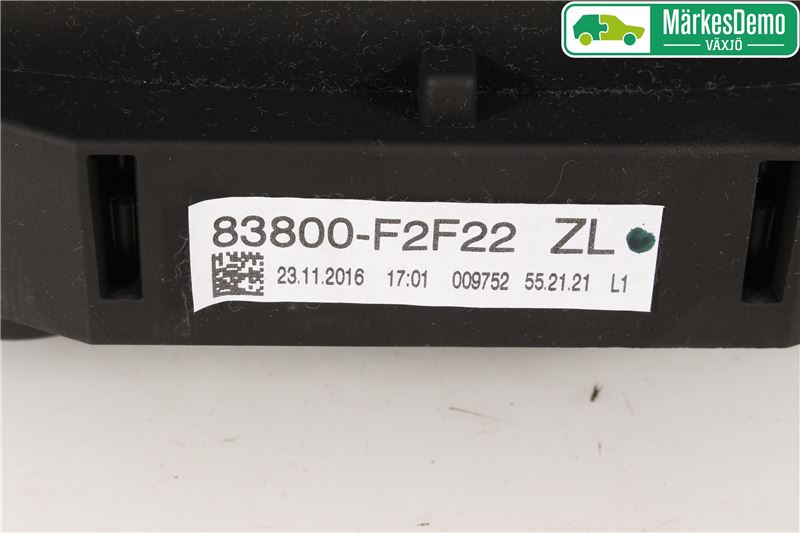 MärkesDemo
VÄXJÖ
83800-F2F22 ZL
23.11.2016 17:01 009752 55.21.21 L1